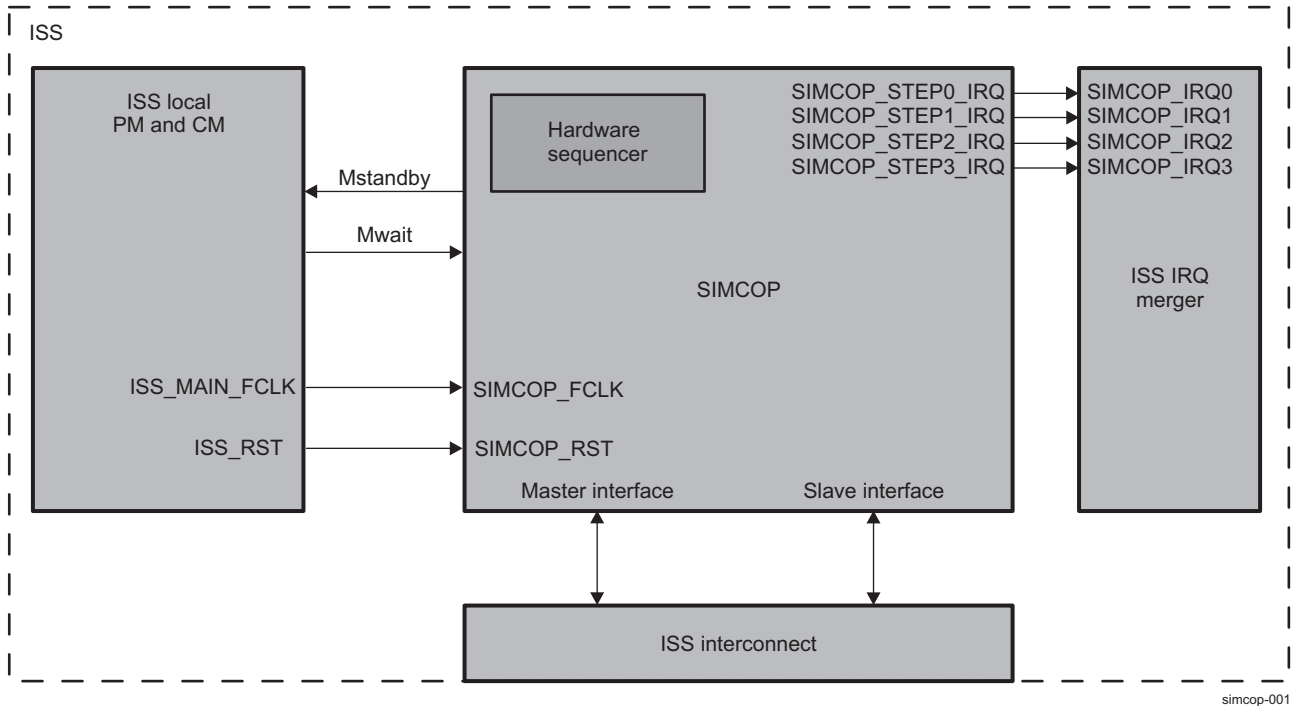 ISS
ISS local
PM and CM
Hardware
sequencer
SIMCOP_STEP0_IRQ
SIMCOP_STEP1_IRQ
SIMCOP_STEP2_IRQ
SIMCOP_STEP3_IRQ
SIMCOP_IRQ0
SIMCOP_IRQ1
SIMCOP_IRQ2
SIMCOP_IRQ3
Mstandby
Mwait
SIMCOP
ISS IRQ
merger
ISS_MAIN_FCLK
SIMCOP_FCLK
ISS_RST
SIMCOP_RST
Master interface
Slave interface
ISS interconnect
simcop-001